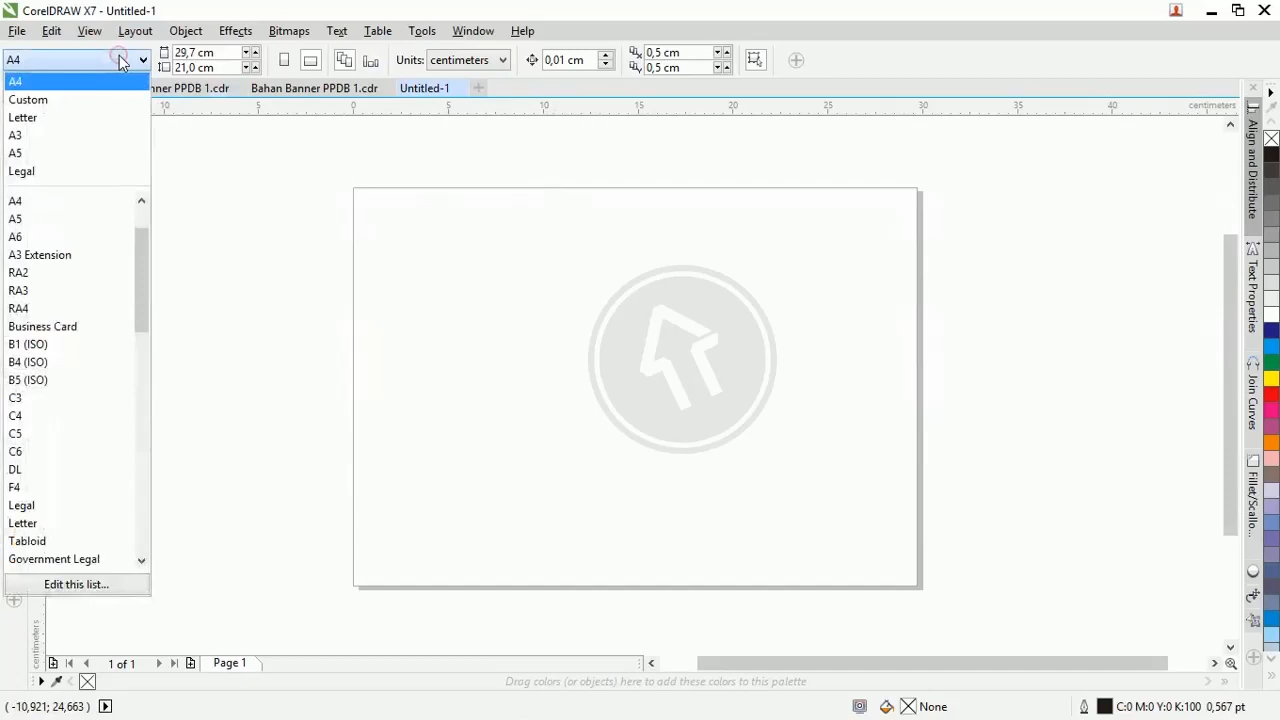 CorelDRAW X7 - Untitled-1
File Edit View Layout Object Effects Bitmaps Text Table Tools Window Help
A4 29,7 cm 21,0 cm Units: centimeters 0,01 cm 0,5 cm 0,5 cm
nner PPDB 1.cdr Bahan Banner PPDB 1.cdr Untitled-1
10 5 0 5 10 15 20 25 30 35 40 centimeters
A4
Custom
Letter
A3
A5
Legal
A4
A5
A6
A3 Extension
RA2
RA3
RA4
Business Card
B1 (ISO)
B4 (ISO)
B5 (ISO)
C3
C4
C5
C6
DL
F4
Legal
Letter
Tabloid
Government Legal
Edit this list...
centimeters
Align and Distribute
Text Properties
Join Curves
Fillet/Scallo...
1 of 1 Page 1
Drag colors (or objects) here to add these colors to this palette
( -10,921; 24,663 ) None C:0 M:0 Y:0 K:100 0,567 pt